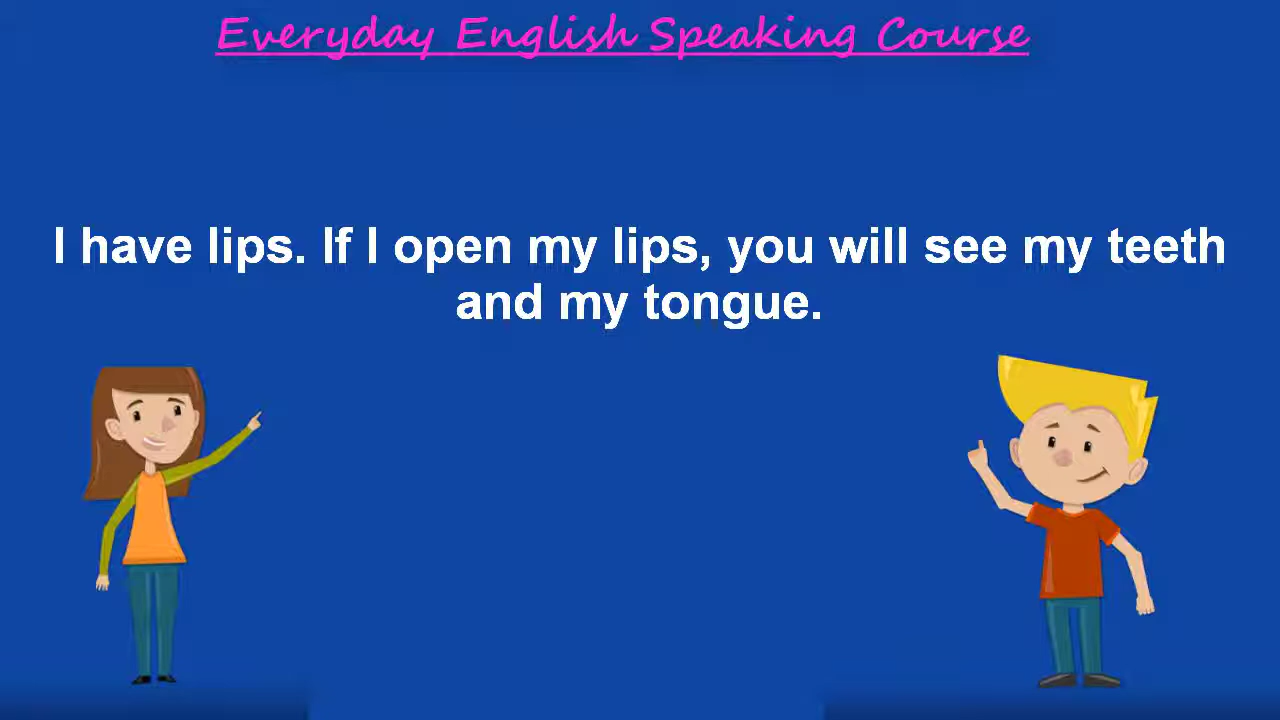 Everyday English Speaking Course
I have lips. If I open my lips, you will see my teeth
and my tongue.